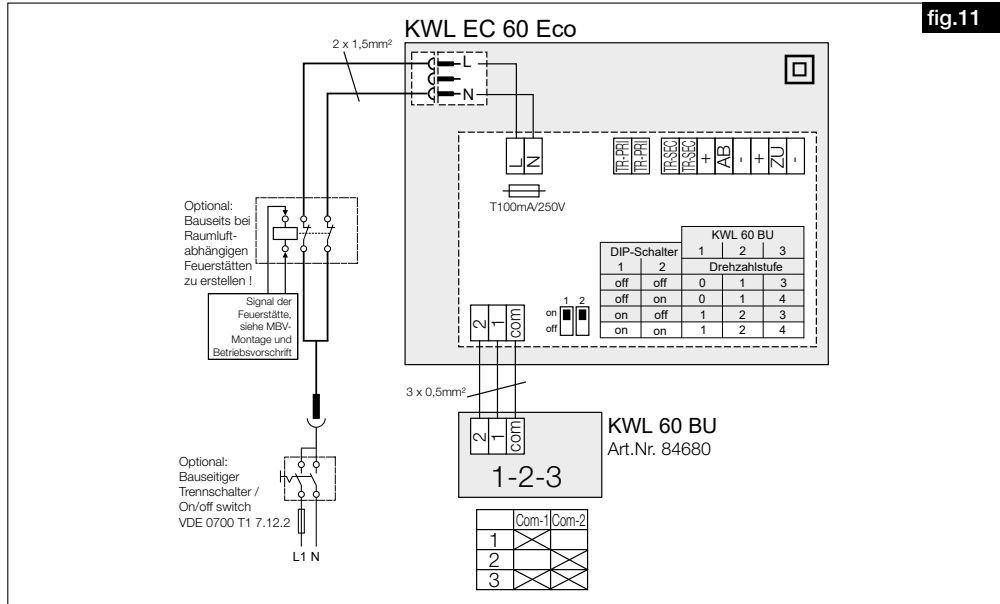 fig.11
KWL EC 60 Eco
2 x 1,5mm²
L
N
L
N
T100mA/250V
TR-PRI
TR-PRI
TR-SEC
TR-SEC
+
AB
-
+
ZU
-
Optional:
Bauseits bei
Raumluft-
abhängigen
Feuerstätten
zu erstellen !
Signal der
Feuerstätte,
siehe MBV-
Montage und
Betriebsvorschrift
KWL 60 BU
DIP-Schalter 1 2 3
1 2 Drehzahlstufe
off off 0 1 3
off on 0 1 4
on off 1 2 3
on on 1 2 4
1 2
on
off
2 1 com
3 x 0,5mm²
2 1 com
1-2-3
KWL 60 BU
Art.Nr. 84680
Optional:
Bauseitiger
Trennschalter /
On/off switch
VDE 0700 T1 7.12.2
L1 N
Com-1 Com-2
1
2
3